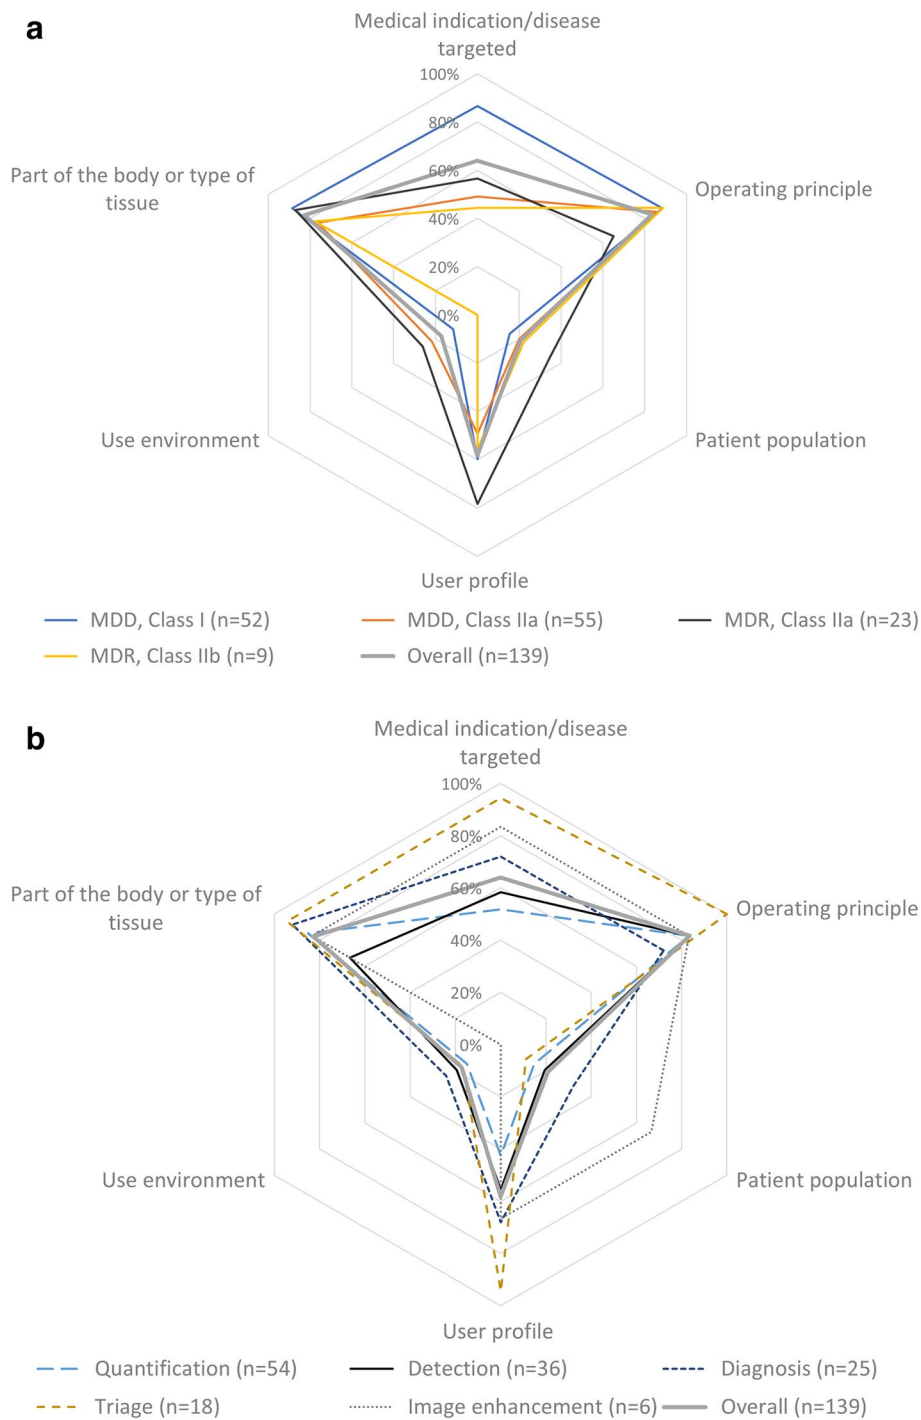 a
Medical indication/disease
targeted
100%
80%
60%
40%
20%
0%
Part of the body or type of
tissue
Operating principle
Use environment
Patient population
User profile
MDD, Class I (n=52)
MDD, Class IIa (n=55)
MDR, Class IIa (n=23)
MDR, Class IIb (n=9)
Overall (n=139)
b
Medical indication/disease
targeted
100%
80%
60%
40%
20%
0%
Part of the body or type of
tissue
Operating principle
Use environment
Patient population
User profile
Quantification (n=54)
Detection (n=36)
Diagnosis (n=25)
Triage (n=18)
Image enhancement (n=6)
Overall (n=139)